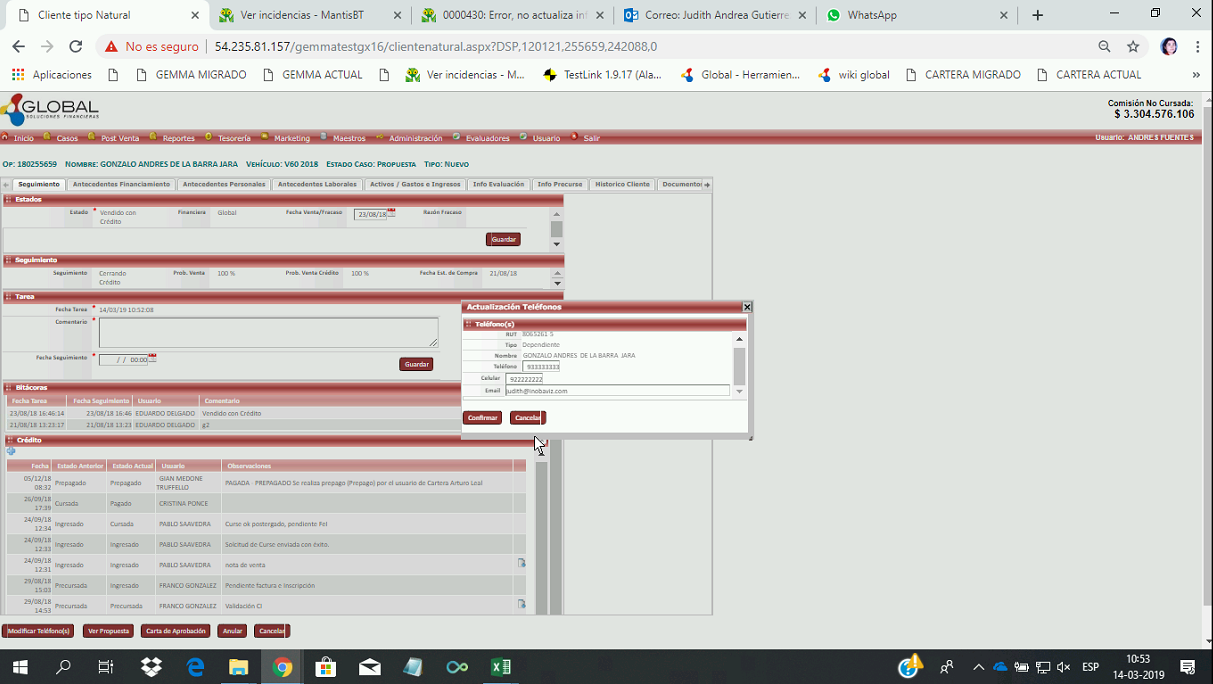 Cliente tipo Natural
Ver incidencias - MantisBT
0000430: Error, no actualiza in
Correo: Judith Andrea Gutierre
WhatsApp
No es seguro
54.235.81.157/gemmatestgx16/clientenatural.aspx?DSP,120121,255659,242088,0
Aplicaciones
GEMMA MIGRADO
GEMMA ACTUAL
Ver incidencias - M...
TestLink 1.9.17 (Ala...
Global - Herramien...
wiki global
CARTERA MIGRADO
CARTERA ACTUAL
»
GLOBAL
SOLUCIONES FINANCIERAS
Comisión No Cursada:
$ 3.304.576.106
Inicio Casos Post Venta Reportes Tesorería Marketing Maestros Administración Evaluadores Usuario Salir
Usuario: ANDRES FUENTES
Op: 180255659 Nombre: GONZALO ANDRES DE LA BARRA JARA Vehículo: V60 2018 Estado Caso: Propuesta Tipo: Nuevo
Seguimiento Antecedentes Financiamiento Antecedentes Personales Antecedentes Laborales Activos / Gastos e Ingresos Info Evaluación Info Precurse Historico Cliente Documentos
Estados
Estado * Vendido con Crédito Financiera Global Fecha Venta/Fracaso 23/08/18 Razón Fracaso
Guardar
Seguimiento
Seguimiento Cerrando Crédito Prob. Venta 100 % Prob. Venta Crédito 100 % Fecha Est. de Compra 21/08/18
Tarea
Fecha Tarea * 14/03/19 10:52:08
Comentario *
Fecha Seguimiento * / / 00:00
Guardar
Bitácoras
Fecha Tarea Fecha Seguimiento Usuario Comentario
23/08/18 16:46:14 23/08/18 16:46 EDUARDO DELGADO Vendido con Crédito
21/08/18 13:23:17 21/08/18 13:23 EDUARDO DELGADO g2
Actualización Teléfonos
Teléfono(s)
RUT 8065261 5
Tipo Dependiente
Nombre GONZALO ANDRES DE LA BARRA JARA
Teléfono 933333333
Celular 922222222
Email judith@inobaviz.com
Confirmar Cancelar
Crédito
Fecha Estado Anterior Estado Actual Usuario Observaciones
05/12/18 08:32 Prepagado Prepagado GIAN MEDONE TRUFFELLO PAGADA - PREPAGADO Se realiza prepago (Prepago) por el usuario de Cartera Arturo Leal
26/09/18 17:39 Cursada Pagado CRISTINA PONCE
24/09/18 12:34 Ingresado Cursada PABLO SAAVEDRA Curse ok postergado, pendiente Fel
24/09/18 12:33 Ingresado Ingresado PABLO SAAVEDRA Solicitud de Curse enviada con éxito.
24/09/18 12:31 Ingresado Ingresado PABLO SAAVEDRA nota de venta
29/08/18 15:03 Precursada Ingresado FRANCO GONZALEZ Pendiente factura e Inscripción
29/08/18 14:53 Precursada Precursada FRANCO GONZALEZ Validación CI
Modificar Teléfono(s) Ver Propuesta Carta de Aprobación Anular Cancelar
ESP
10:53
14-03-2019